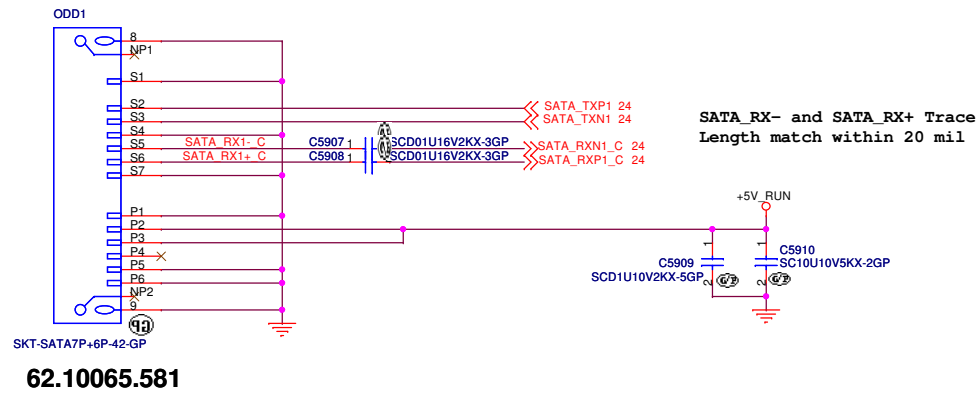 ODD1
8
NP1
S1
S2
SATA_TXP1 24
S3
SATA_TXN1 24
SATA_RX- and SATA_RX+ Trace
Length match within 20 mil
S4
S5
SATA_RX1-_C
C5907 1
SCD01U16V2KX-3GP
SATA_RXN1_C 24
S6
SATA_RX1+_C
C5908 1
SCD01U16V2KX-3GP
SATA_RXP1_C 24
S7
+5V_RUN
P1
P2
P3
P4
P5
P6
1
1
C5909
SCD1U10V2KX-5GP
C5910
SC10U10V5KX-2GP
2
2
NP2
9
GP
SKT-SATA7P+6P-42-GP
62.10065.581